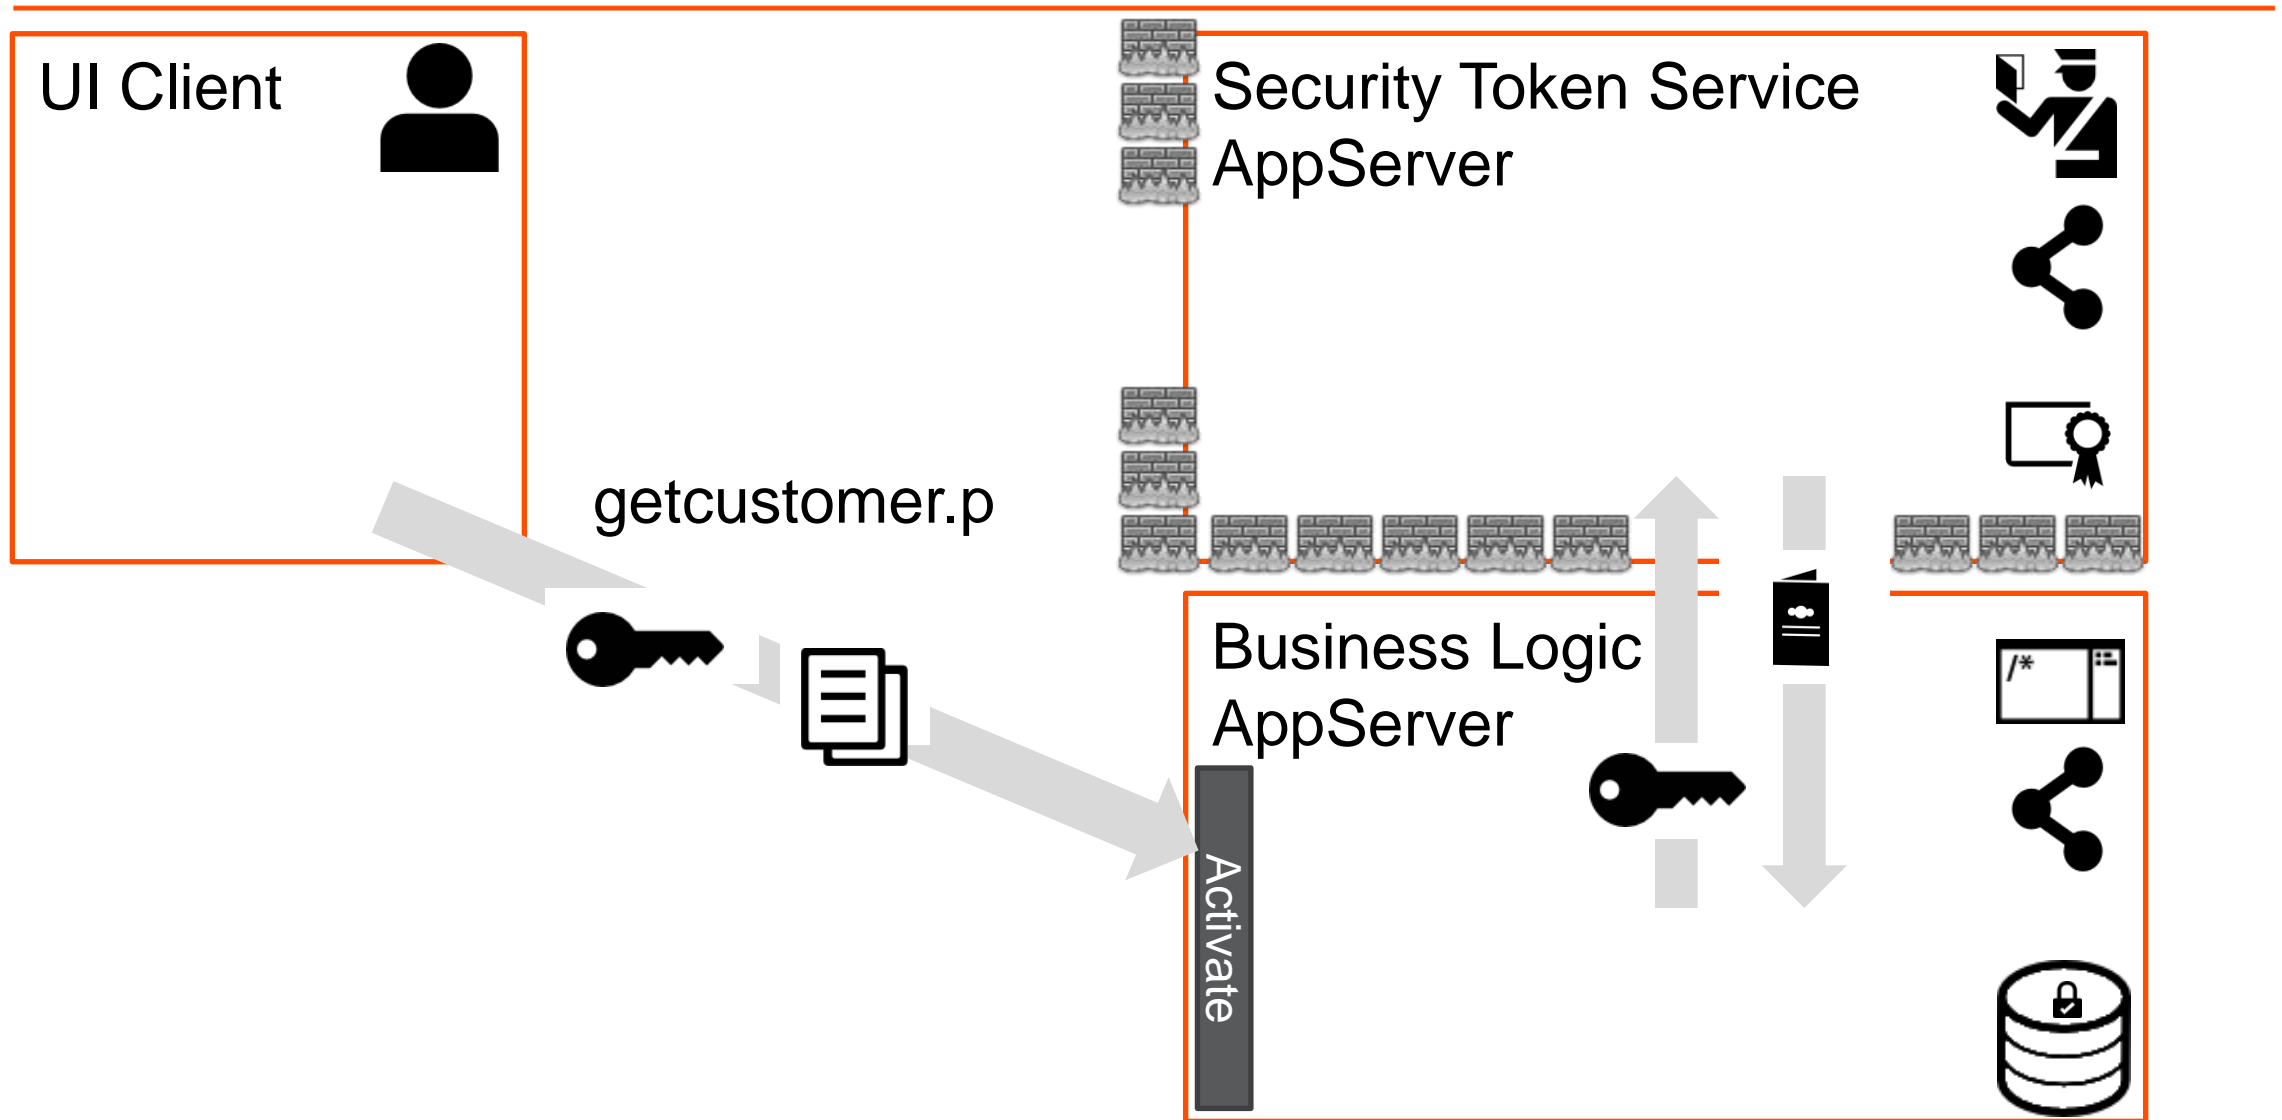 UI Client
Security Token Service
AppServer
getcustomer.p
Business Logic
AppServer
/*
Activate